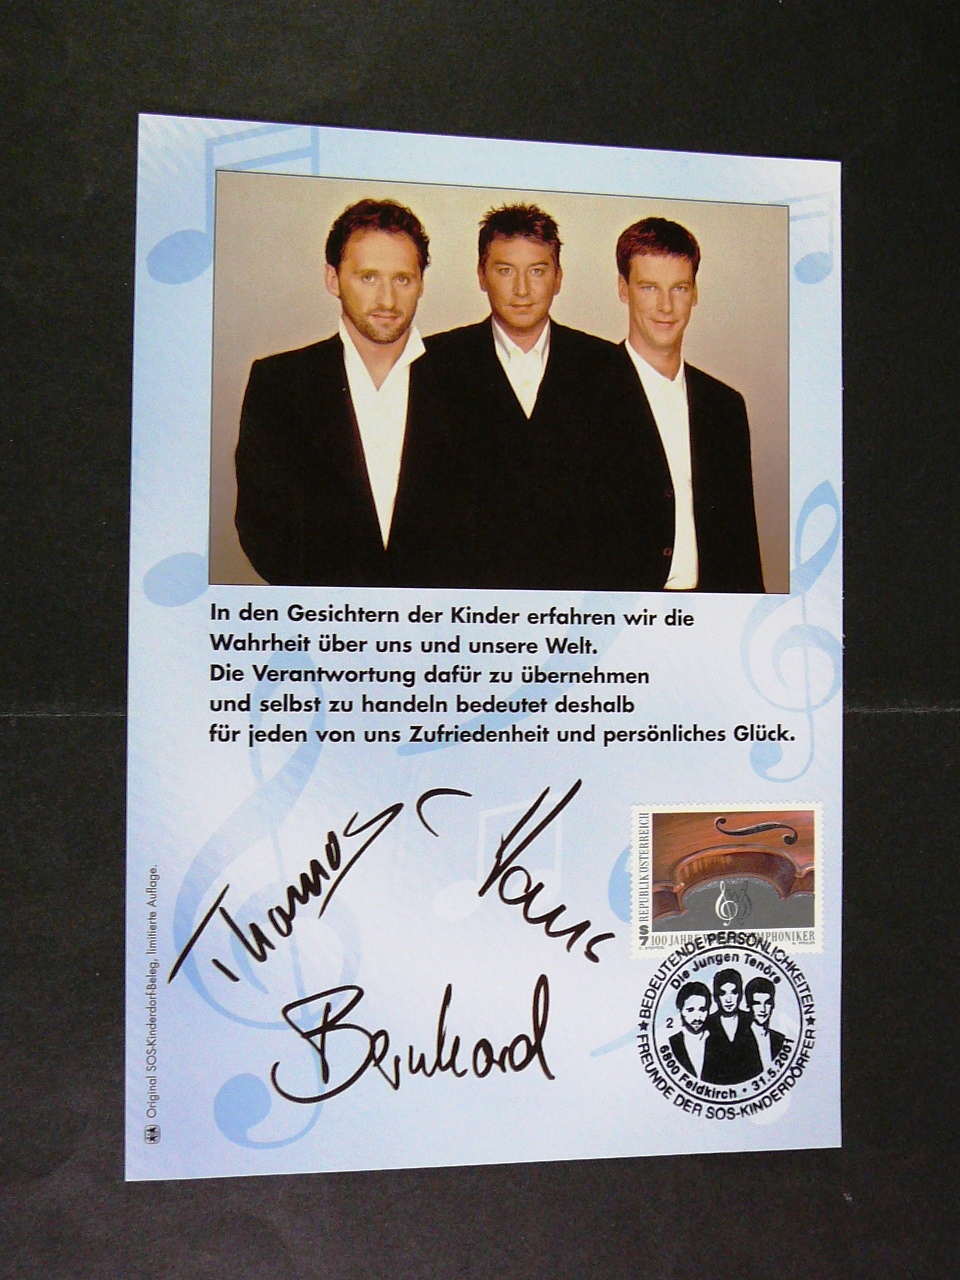 In den Gesichtern der Kinder erfahren wir die
Wahrheit über uns und unsere Welt.
Die Verantwortung dafür zu übernehmen
und selbst zu handeln bedeutet deshalb
für jeden von uns Zufriedenheit und persönliches Glück.
Thomas
Hans
Bernhard
REPUBLIK ÖSTERREICH
S 7
100 JAHRE W SYMPHONIKER
BEDEUTENDE PERSÖNLICHKEITEN
Die Jungen Tenöre
2
6800 Feldkirch • 31.5.2001
★ FREUNDE DER SOS-KINDERDÖRFER ★
Original SOS-Kinderdorf-Beleg, limitierte Auflage.